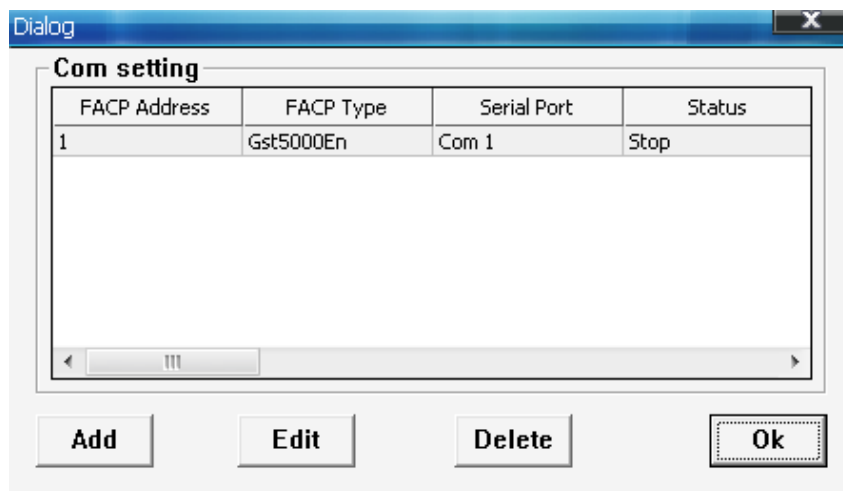 Dialog
Com setting
FACP Address FACP Type Serial Port Status
1 Gst5000En Com 1 Stop
Add Edit Delete Ok